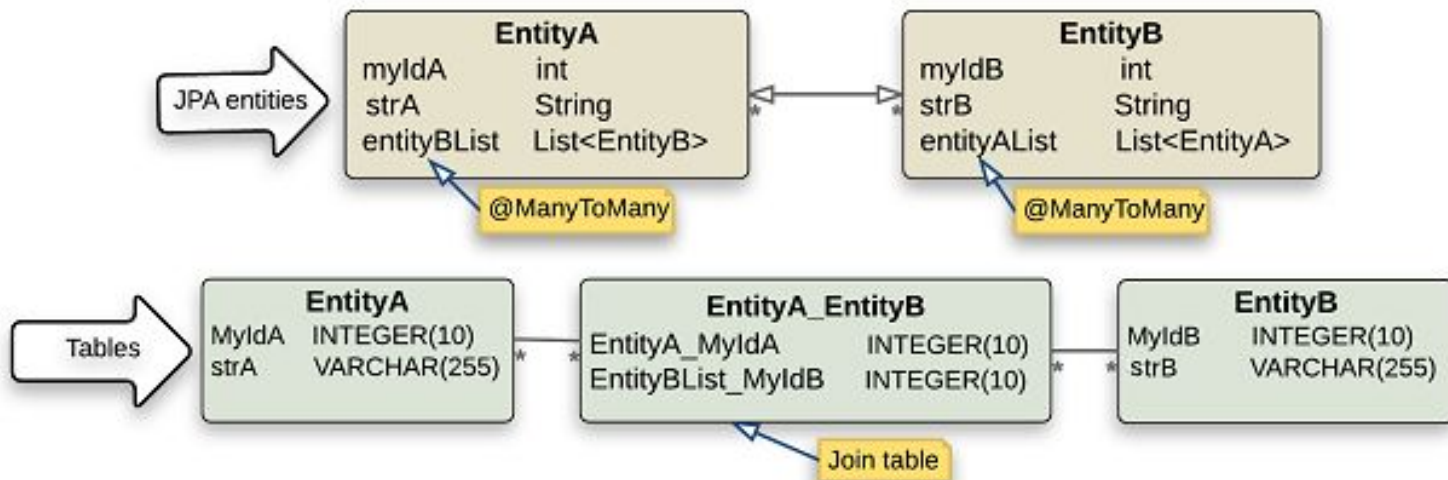 EntityA
myIdA int
strA String
entityBList List<EntityB>
EntityB
myIdB int
strB String
entityAList List<EntityA>
JPA entities
* *
@ManyToMany
@ManyToMany
Tables
EntityA
MyIdA INTEGER(10)
strA VARCHAR(255)
* *
EntityA_EntityB
EntityA_MyIdA INTEGER(10)
EntityBList_MyIdB INTEGER(10)
* *
EntityB
MyIdB INTEGER(10)
strB VARCHAR(255)
Join table